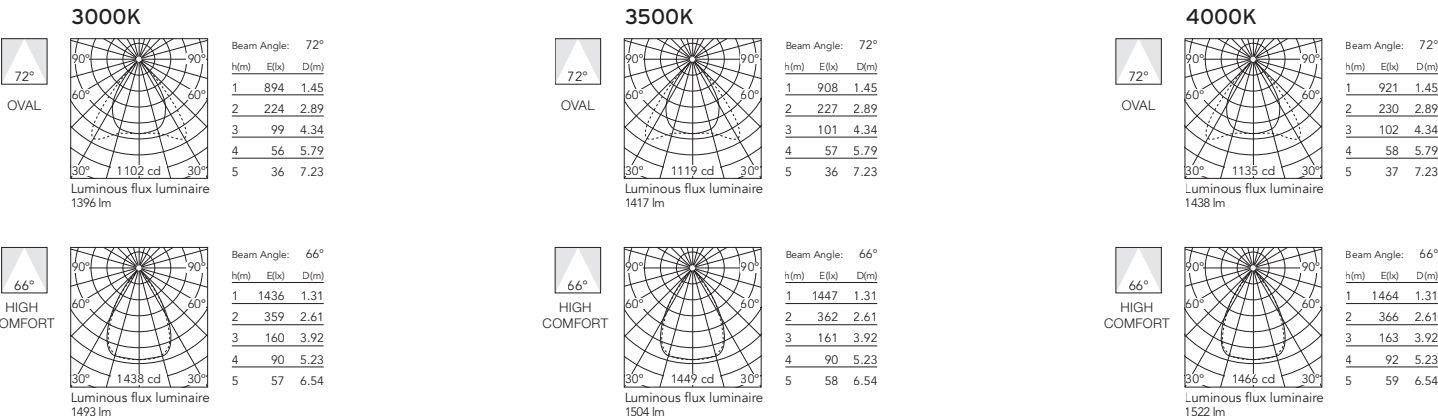 3000K
72°
OVAL
90° 90°
60° 60°
30° 1102 cd 30°
Luminous flux luminaire
1396 lm
Beam Angle: 72°
h(m) E(lx) D(m)
1 894 1.45
2 224 2.89
3 99 4.34
4 56 5.79
5 36 7.23
3500K
72°
OVAL
90° 90°
60° 60°
30° 1119 cd 30°
Luminous flux luminaire
1417 lm
Beam Angle: 72°
h(m) E(lx) D(m)
1 908 1.45
2 227 2.89
3 101 4.34
4 57 5.79
5 36 7.23
4000K
72°
OVAL
90° 90°
60° 60°
30° 1135 cd 30°
Luminous flux luminaire
1438 lm
Beam Angle: 72°
h(m) E(lx) D(m)
1 921 1.45
2 230 2.89
3 102 4.34
4 58 5.79
5 37 7.23
66°
HIGH
COMFORT
90° 90°
60° 60°
30° 1438 cd 30°
Luminous flux luminaire
1493 lm
Beam Angle: 66°
h(m) E(lx) D(m)
1 1436 1.31
2 359 2.61
3 160 3.92
4 90 5.23
5 57 6.54
66°
HIGH
COMFORT
90° 90°
60° 60°
30° 1449 cd 30°
Luminous flux luminaire
1504 lm
Beam Angle: 66°
h(m) E(lx) D(m)
1 1447 1.31
2 362 2.61
3 161 3.92
4 90 5.23
5 58 6.54
66°
HIGH
COMFORT
90° 90°
60° 60°
30° 1466 cd 30°
Luminous flux luminaire
1522 lm
Beam Angle: 66°
h(m) E(lx) D(m)
1 1464 1.31
2 366 2.61
3 163 3.92
4 92 5.23
5 59 6.54